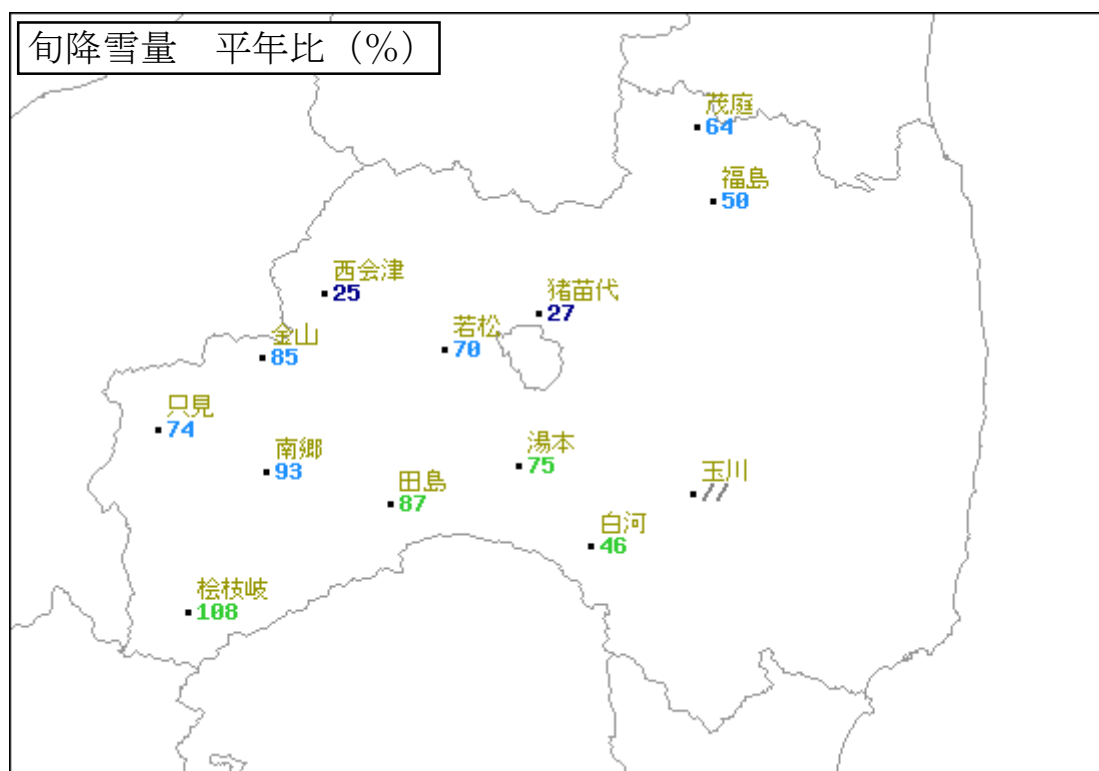 旬降雪量　平年比（％）
茂庭
64
福島
50
西会津
25
猪苗代
27
金山
85
若松
70
只見
74
南郷
93
湯本
75
田島
87
玉川
//
白河
46
桧枝岐
108